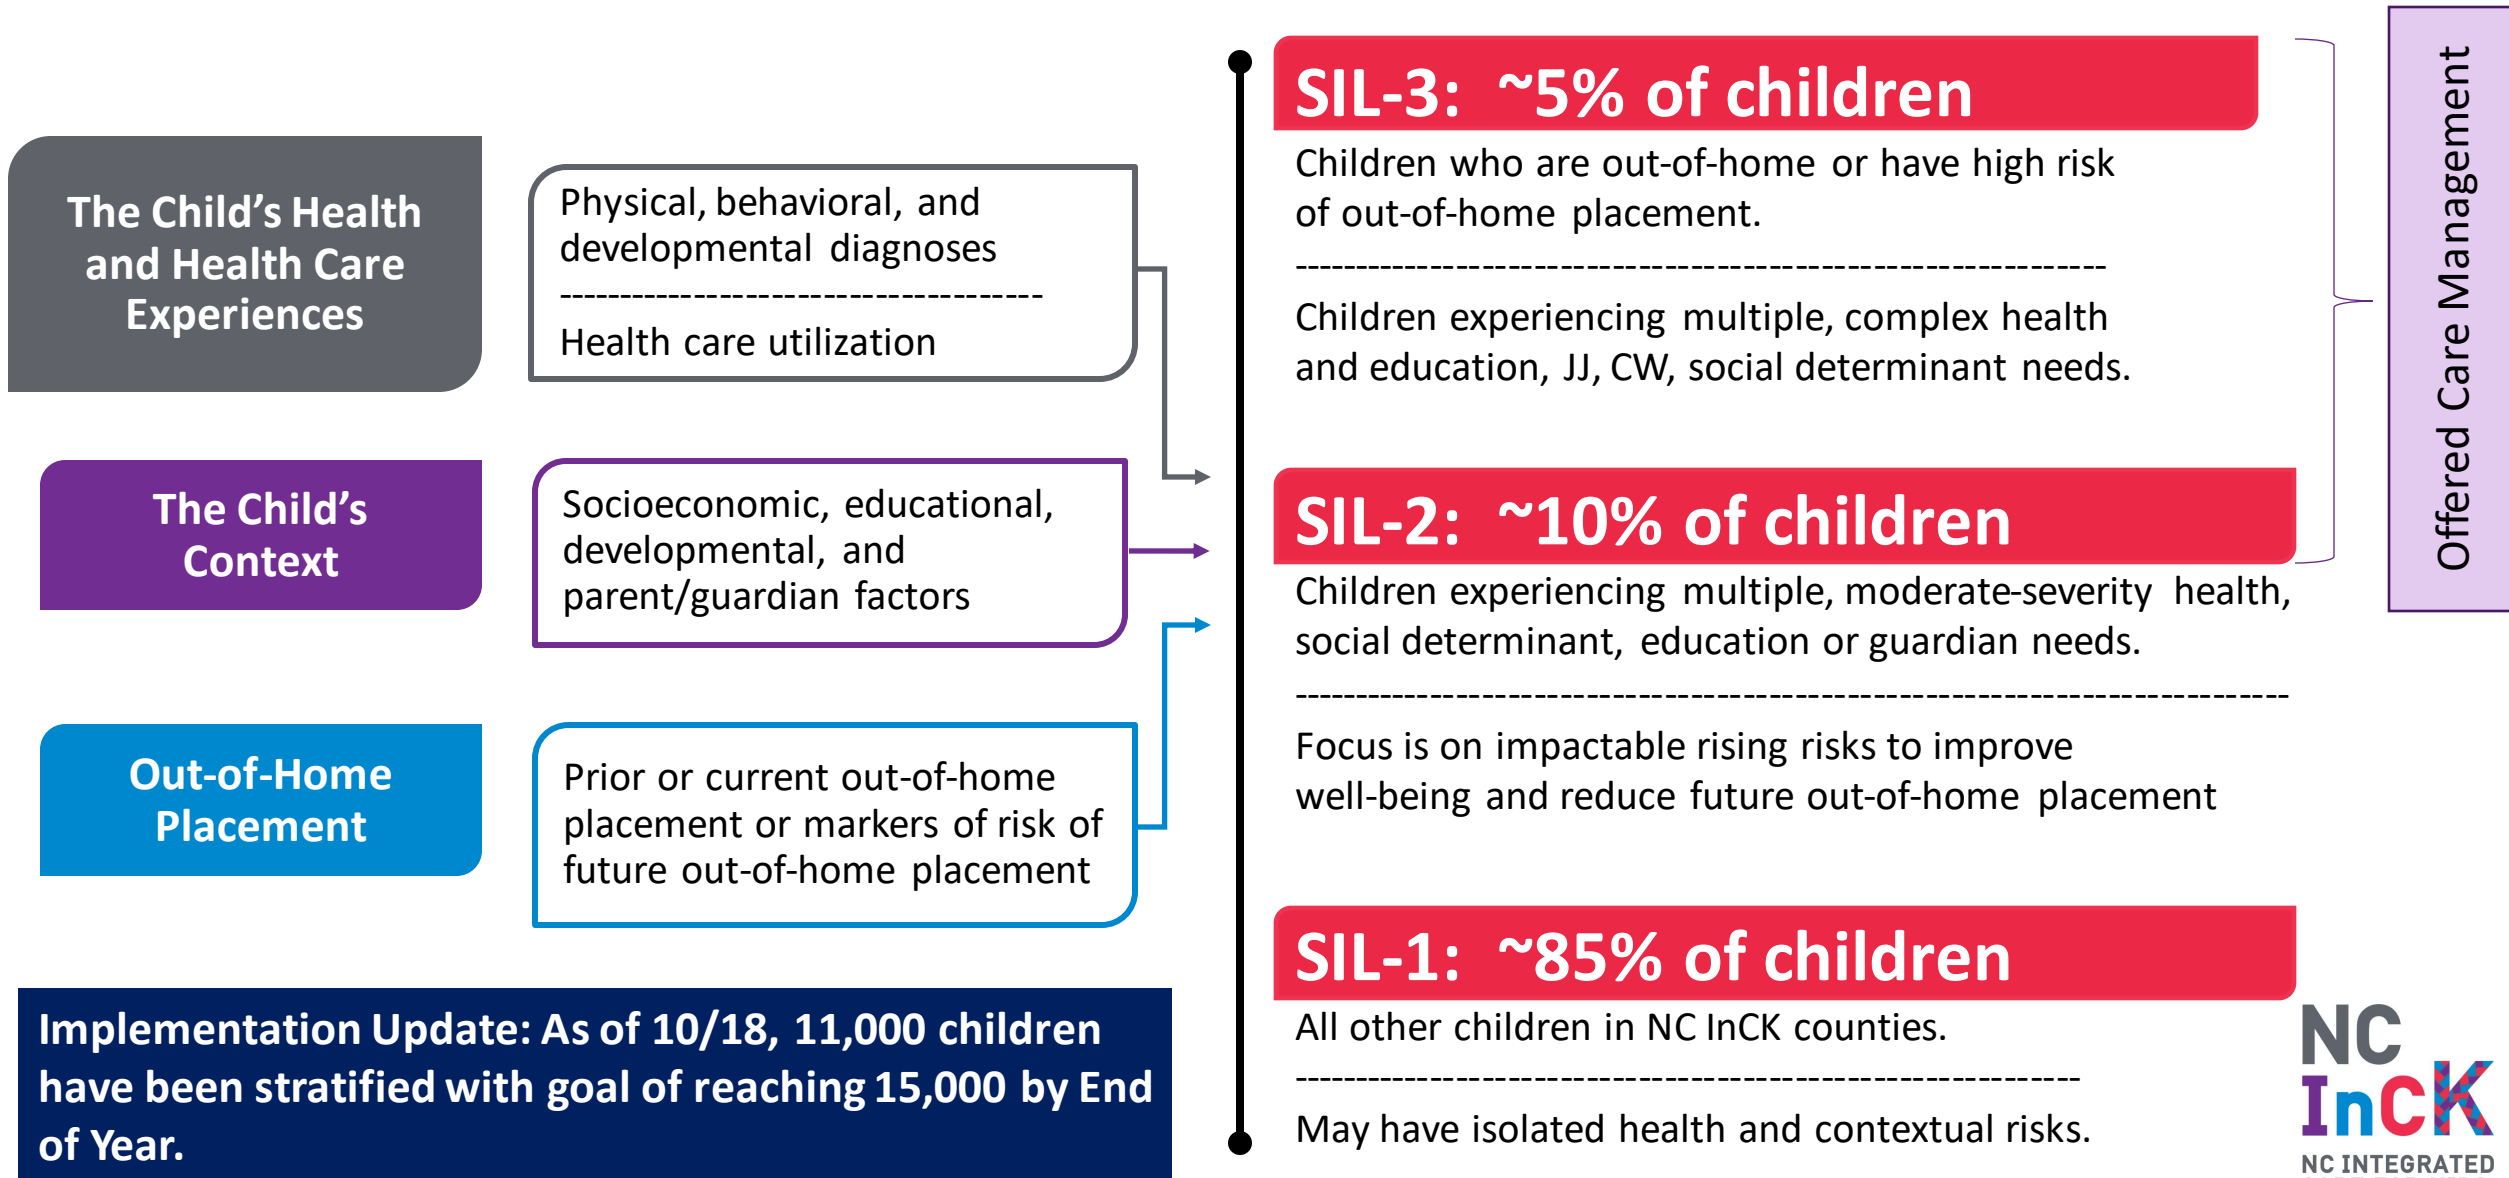 The Child’s Health
and Health Care
Experiences
Physical, behavioral, and
developmental diagnoses
----------------------------------------
Health care utilization
The Child’s
Context
Socioeconomic, educational,
developmental, and
parent/guardian factors
Out-of-Home
Placement
Prior or current out-of-home
placement or markers of risk of
future out-of-home placement
Implementation Update: As of 10/18, 11,000 children
have been stratified with goal of reaching 15,000 by End
of Year.
SIL-3: ~5% of children
Children who are out-of-home or have high risk
of out-of-home placement.
-------------------------------------------------------------------
Children experiencing multiple, complex health
and education, JJ, CW, social determinant needs.
SIL-2: ~10% of children
Children experiencing multiple, moderate-severity health,
social determinant, education or guardian needs.
----------------------------------------------------------------------------------
Focus is on impactable rising risks to improve
well-being and reduce future out-of-home placement
SIL-1: ~85% of children
All other children in NC InCK counties.
-----------------------------------------------------------------
May have isolated health and contextual risks.
Offered Care Management
NC
InCK
NC INTEGRATED